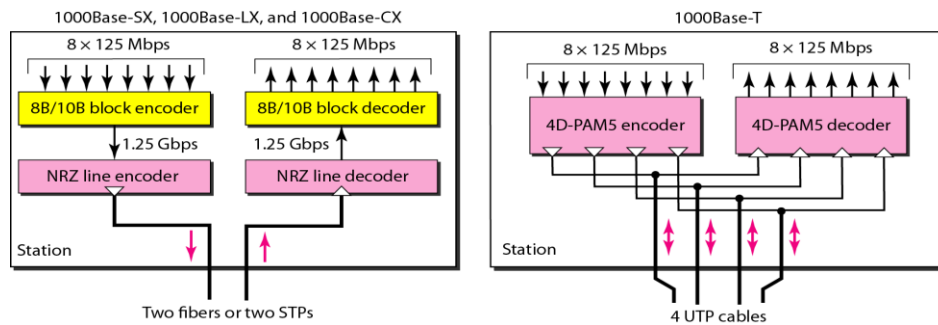 1000Base-SX, 1000Base-LX, and 1000Base-CX
8 × 125 Mbps
8 × 125 Mbps
8B/10B block encoder
8B/10B block decoder
1.25 Gbps
1.25 Gbps
NRZ line encoder
NRZ line decoder
Station
Two fibers or two STPs
1000Base-T
8 × 125 Mbps
8 × 125 Mbps
4D-PAM5 encoder
4D-PAM5 decoder
Station
4 UTP cables